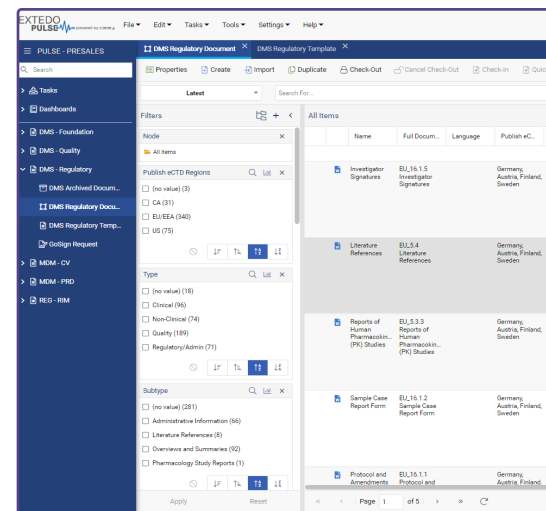 EXTEDO
PULSE powered by
File Edit Tasks Tools Settings Help
PULSE - PRESALES
DMS Regulatory Document
DMS Regulatory Template
Search
Properties Create Import Duplicate Check-Out Cancel Check-Out Check-In Quic
Latest
Search For...
Tasks
Dashboards
DMS - Foundation
DMS - Quality
DMS - Regulatory
DMS Archived Docum...
DMS Regulatory Docu...
DMS Regulatory Temp...
GoSign Request
MDM - CV
MDM - PRD
REG - RIM
Filters
Node
All Items
Publish eCTD Regions
(no value) (3)
CA (31)
EU/EEA (340)
US (75)
Type
(no value) (18)
Clinical (96)
Non-Clinical (74)
Quality (189)
Regulatory/Admin (71)
Subtype
(no value) (281)
Administrative Information (66)
Literature References (8)
Overviews and Summaries (92)
Pharmacology Study Reports (1)
Apply Reset
All Items
Name Full Docum... Language Publish eC...
Investigator
Signatures
EU_16.1.5
Investigator
Signatures
Germany,
Austria, Finland,
Sweden
Literature
References
EU_5.4
Literature
References
Germany,
Austria, Finland,
Sweden
Reports of
Human
Pharmacokin...
(PK) Studies
EU_5.3.3
Reports of
Human
Pharmacokin...
(PK) Studies
Germany,
Austria, Finland,
Sweden
Sample Case
Report Form
EU_16.1.2
Sample Case
Report Form
Germany,
Austria, Finland,
Sweden
Protocol and
Amendments
EU_16.1.1
Protocol and
Germany,
Austria, Finland,
Page 1 of 5